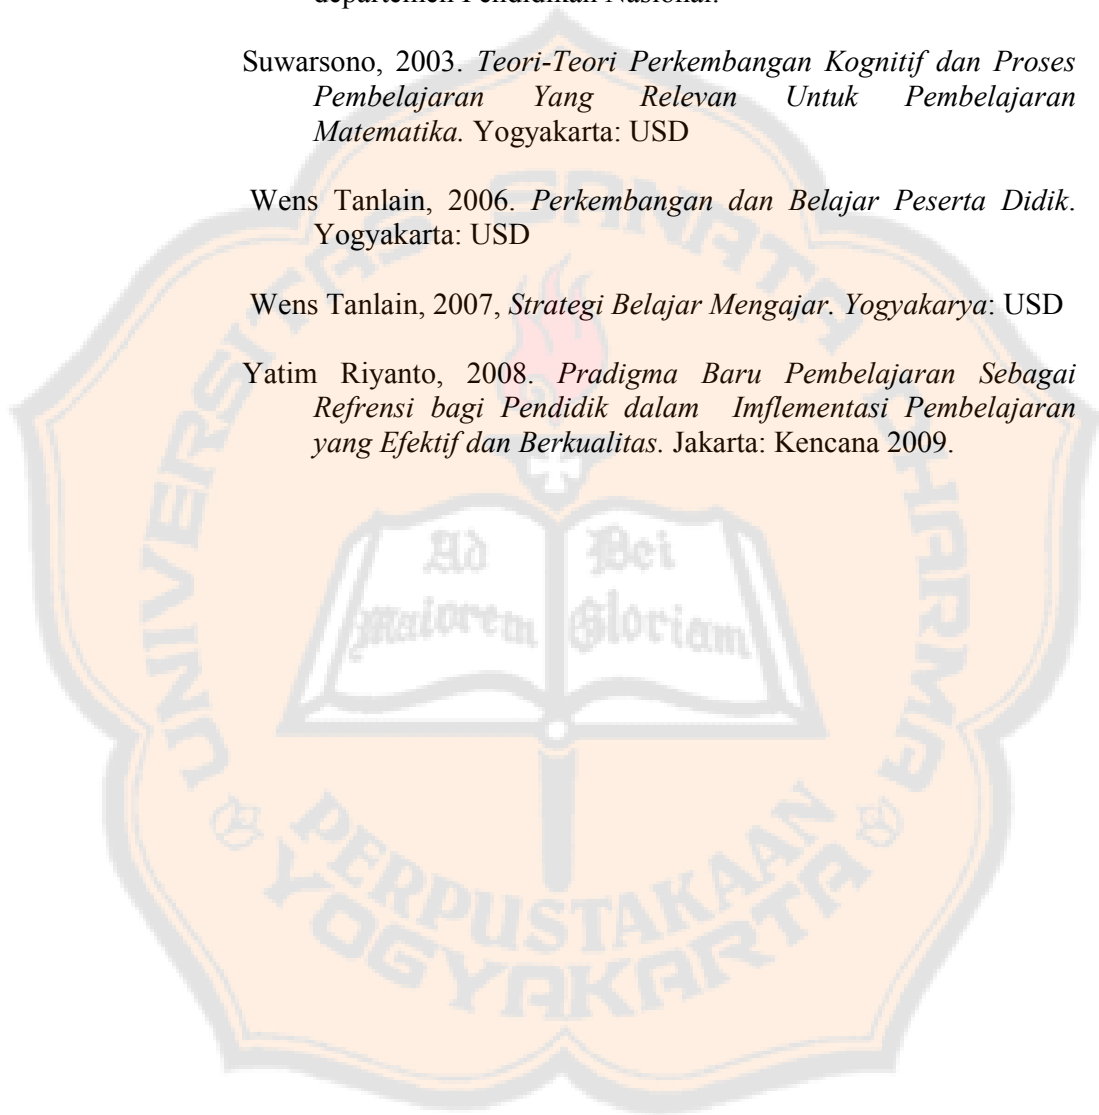 departemen Pendidikan Nasional.
Suwarsono, 2003. Teori-Teori Perkembangan Kognitif dan Proses
Pembelajaran Yang Relevan Untuk Pembelajaran
Matematika. Yogyakarta: USD
Wens Tanlain, 2006. Perkembangan dan Belajar Peserta Didik.
Yogyakarta: USD
Wens Tanlain, 2007, Strategi Belajar Mengajar. Yogyakarya: USD
Yatim Riyanto, 2008. Pradigma Baru Pembelajaran Sebagai
Refrensi bagi Pendidik dalam Imflementasi Pembelajaran
yang Efektif dan Berkualitas. Jakarta: Kencana 2009.
UNIVERSITAS SANATA DHARMA
Ad Dei
maiorem Gloriam
PERPUSTAKAAN
YOGYAKARTA